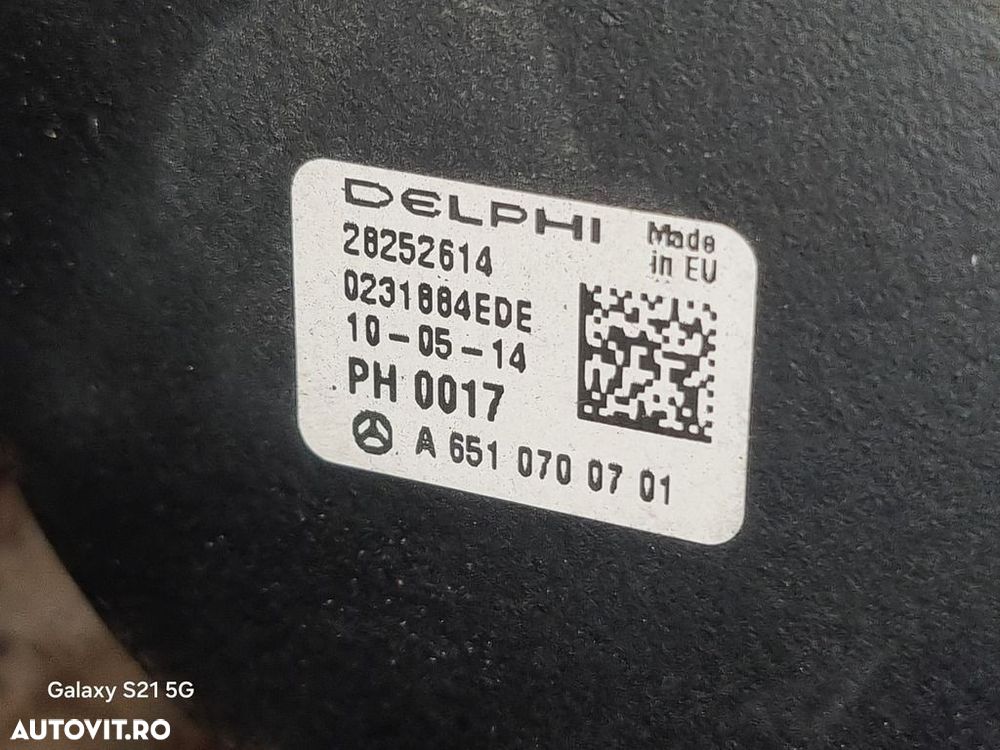 DELPHI
Made
in EU
28252614
0231884EDE
10-05-14
PH 0017
A 651 070 07 01
Galaxy S21 5G
AUTOVIT.RO